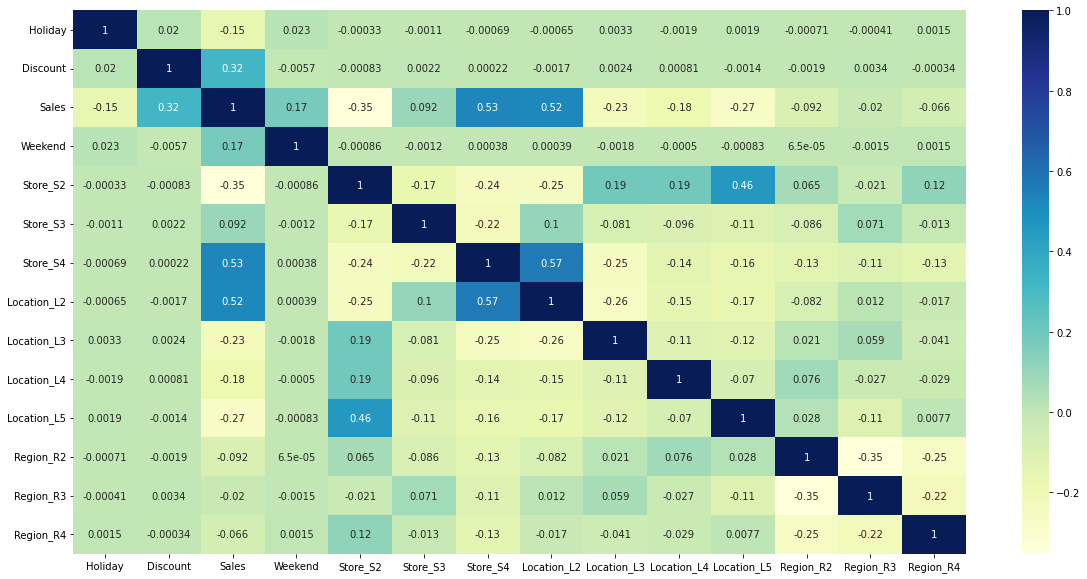 Holiday 1 0.02 -0.15 0.023 -0.00033 -0.0011 -0.00069 -0.00065 0.0033 -0.0019 0.0019 -0.00071 -0.00041 0.0015
Discount 0.02 1 0.32 -0.0057 -0.00083 0.0022 0.00022 -0.0017 0.0024 0.00081 -0.0014 -0.0019 0.0034 -0.00034
Sales -0.15 0.32 1 0.17 -0.35 0.092 0.53 0.52 -0.23 -0.18 -0.27 -0.092 -0.02 -0.066
Weekend 0.023 -0.0057 0.17 1 -0.00086 -0.0012 0.00038 0.00039 -0.0018 -0.0005 -0.00083 6.5e-05 -0.0015 0.0015
Store_S2 -0.00033 -0.00083 -0.35 -0.00086 1 -0.17 -0.24 -0.25 0.19 0.19 0.46 0.065 -0.021 0.12
Store_S3 -0.0011 0.0022 0.092 -0.0012 -0.17 1 -0.22 0.1 -0.081 -0.096 -0.11 -0.086 0.071 -0.013
Store_S4 -0.00069 0.00022 0.53 0.00038 -0.24 -0.22 1 0.57 -0.25 -0.14 -0.16 -0.13 -0.11 -0.13
Location_L2 -0.00065 -0.0017 0.52 0.00039 -0.25 0.1 0.57 1 -0.26 -0.15 -0.17 -0.082 0.012 -0.017
Location_L3 0.0033 0.0024 -0.23 -0.0018 0.19 -0.081 -0.25 -0.26 1 -0.11 -0.12 0.021 0.059 -0.041
Location_L4 -0.0019 0.00081 -0.18 -0.0005 0.19 -0.096 -0.14 -0.15 -0.11 1 -0.07 0.076 -0.027 -0.029
Location_L5 0.0019 -0.0014 -0.27 -0.00083 0.46 -0.11 -0.16 -0.17 -0.12 -0.07 1 0.028 -0.11 0.0077
Region_R2 -0.00071 -0.0019 -0.092 6.5e-05 0.065 -0.086 -0.13 -0.082 0.021 0.076 0.028 1 -0.35 -0.25
Region_R3 -0.00041 0.0034 -0.02 -0.0015 -0.021 0.071 -0.11 0.012 0.059 -0.027 -0.11 -0.35 1 -0.22
Region_R4 0.0015 -0.00034 -0.066 0.0015 0.12 -0.013 -0.13 -0.017 -0.041 -0.029 0.0077 -0.25 -0.22 1
Holiday Discount Sales Weekend Store_S2 Store_S3 Store_S4 Location_L2 Location_L3 Location_L4 Location_L5 Region_R2 Region_R3 Region_R4
1.0
0.8
0.6
0.4
0.2
0.0
−0.2